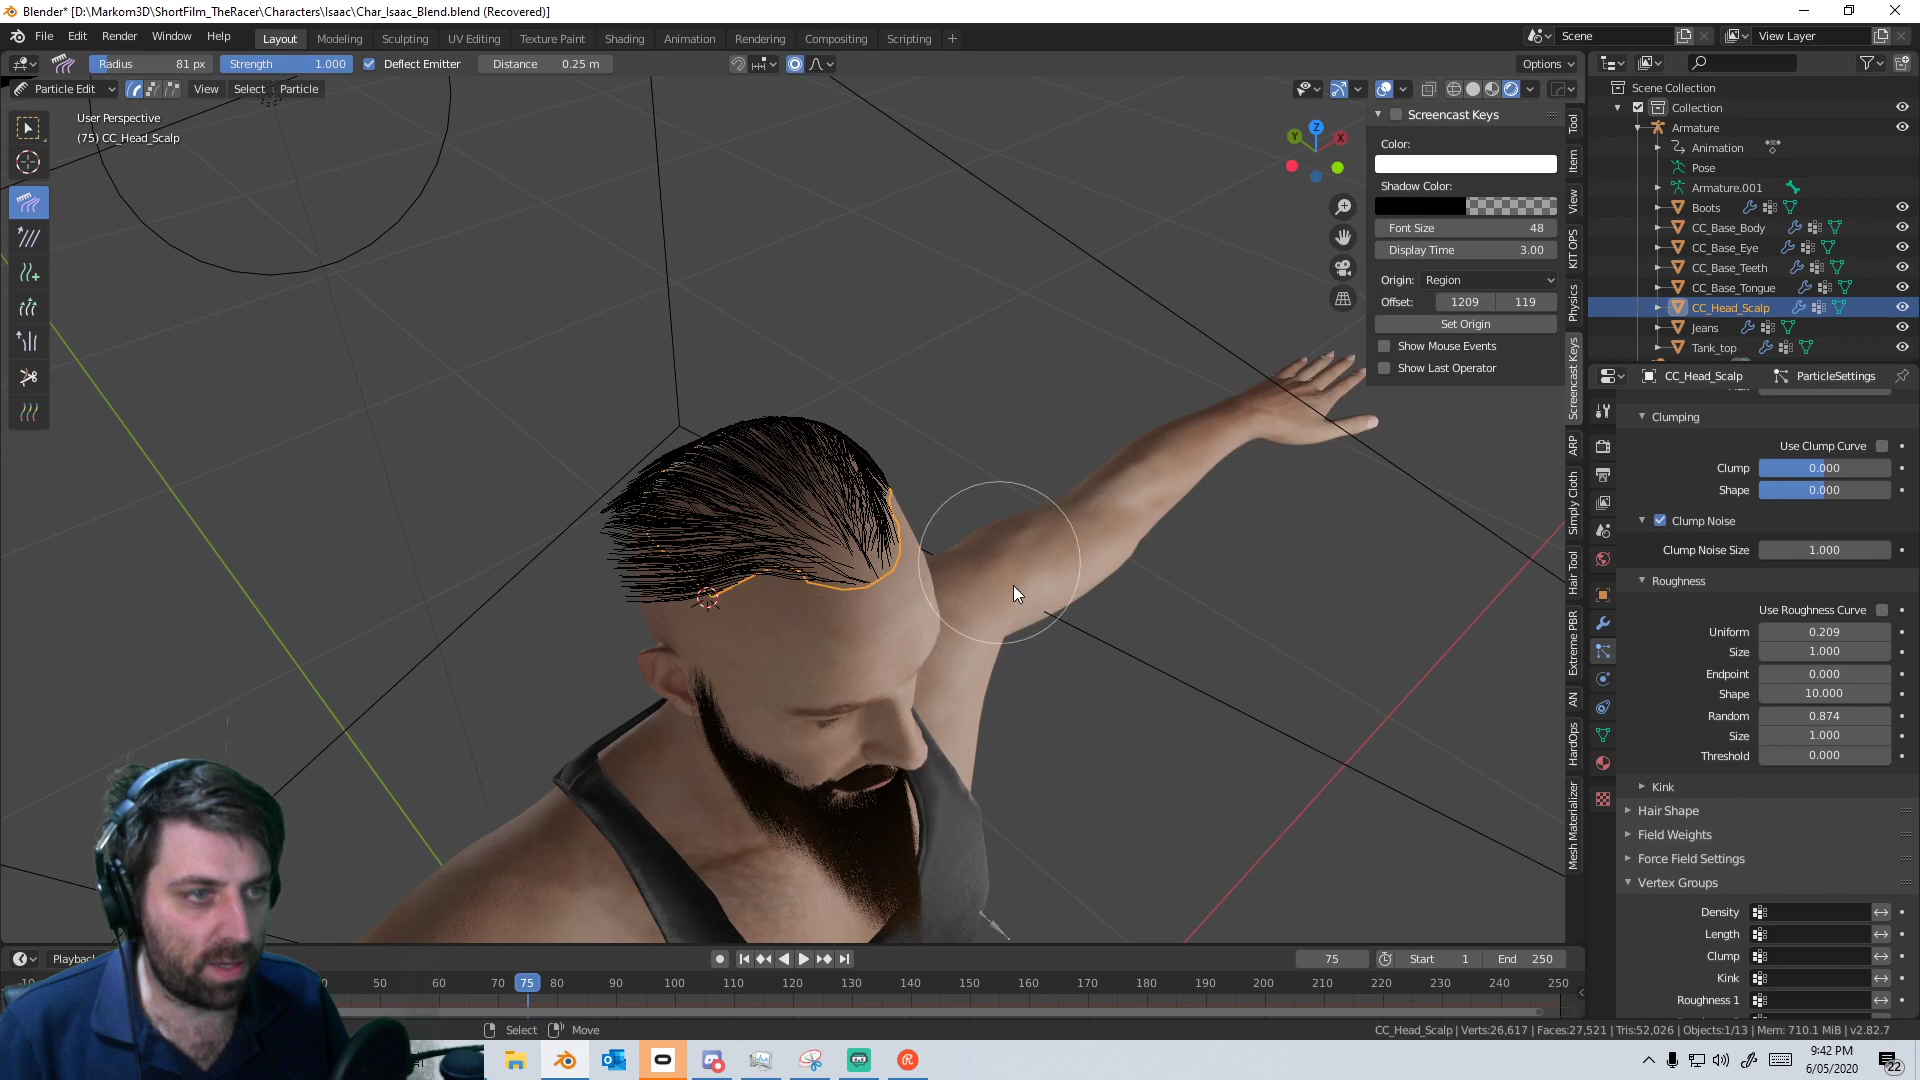 Blender* [D:\Markom3D\ShortFilm_TheRacer\Characters\Isaac\Char_Isaac_Blend.blend (Recovered)]
File Edit Render Window Help Layout Modeling Sculpting UV Editing Texture Paint Shading Animation Rendering Compositing Scripting + Scene View Layer
Radius 81 px Strength 1.000 Deflect Emitter Distance 0.25 m Options
Particle Edit View Select Particle
User Perspective
(75) CC_Head_Scalp
Screencast Keys
Color:
Shadow Color:
Font Size 48
Display Time 3.00
Origin: Region
Offset: 1209 119
Set Origin
Show Mouse Events
Show Last Operator
Z
Y
X
Tool
Item
View
KIT OPS
Physics
Screencast Keys
ARP
Simply Cloth
Hair Tool
Extreme PBR
AN
HardOps
Mesh Materializer
Scene Collection
Collection
Armature
Animation
Pose
Armature.001
Boots
CC_Base_Body
CC_Base_Eye
CC_Base_Teeth
CC_Base_Tongue
CC_Head_Scalp
Jeans
Tank_top
CC_Head_Scalp ParticleSettings
Clumping
Use Clump Curve
Clump 0.000
Shape 0.000
Clump Noise
Clump Noise Size 1.000
Roughness
Use Roughness Curve
Uniform 0.209
Size 1.000
Endpoint 0.000
Shape 10.000
Random 0.874
Size 1.000
Threshold 0.000
Kink
Hair Shape
Field Weights
Force Field Settings
Vertex Groups
Density
Length
Clump
Kink
Roughness 1
75 Start 1 End 250
50 60 70 75 80 90 100 110 120 130 140 150 160 170 180 190 200 210 220 230 240 250
Select Move
CC_Head_Scalp | Verts:26,617 | Faces:27,521 | Tris:52,026 | Objects:1/13 | Mem: 710.1 MiB | v2.82.7
9:42 PM
6/05/2020
22